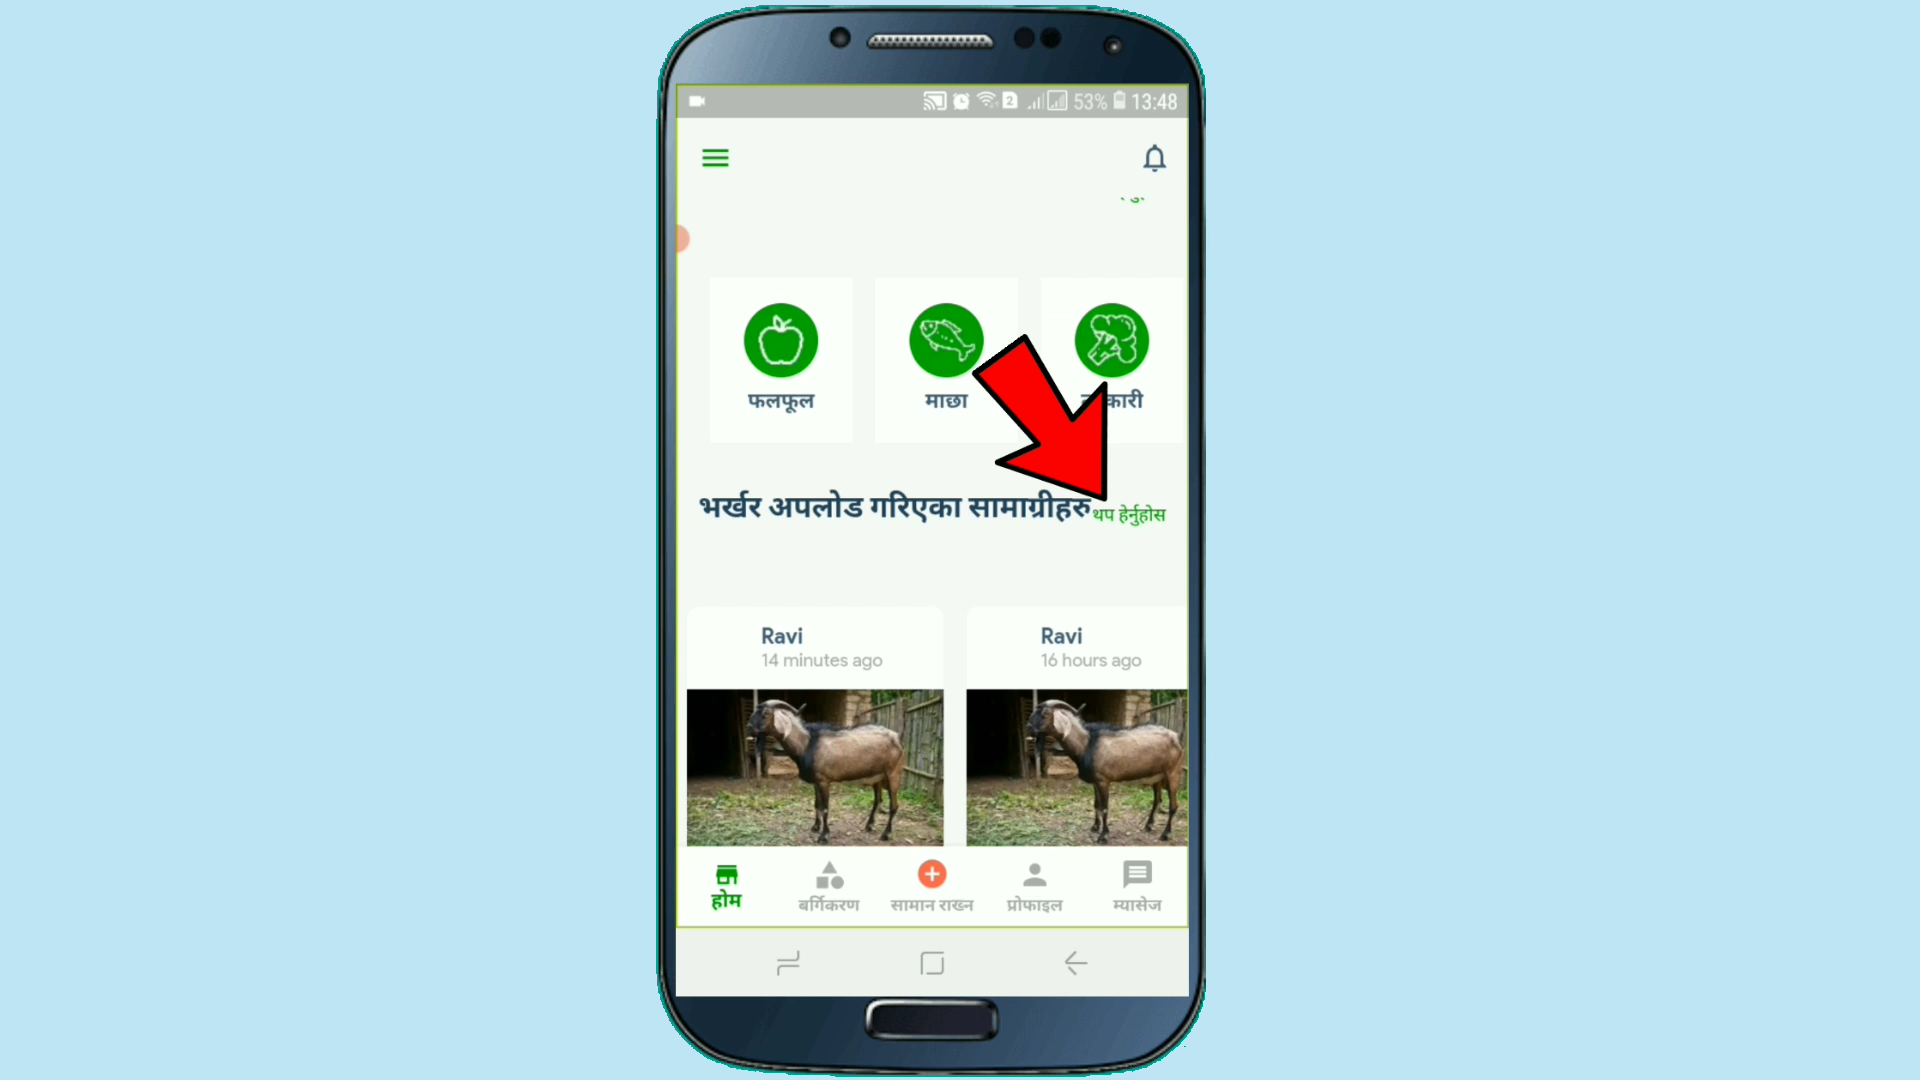 2 53% 13:48
फलफूल माछा कारी
भर्खर अपलोड गरिएका सामाग्रीहरु थप हेर्नुहोस
Ravi Ravi
14 minutes ago 16 hours ago
होम बर्गिकरण सामान राख्न प्रोफाइल म्यासेज